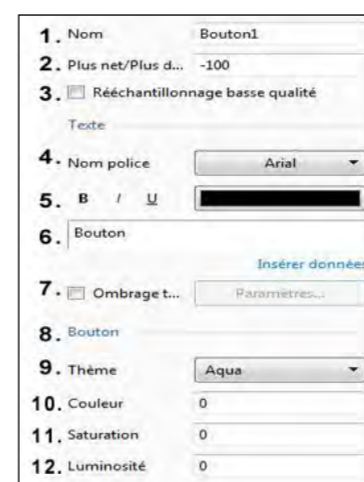 1. Nom Bouton1
2. Plus net/Plus d... -100
3. Rééchantillonnage basse qualité
Texte
4. Nom police Arial
5. B I U
6. Bouton
Insérer données
7. Ombrage t... Paramètres...
8. Bouton
9. Thème Aqua
10. Couleur 0
11. Saturation 0
12. Luminosité 0